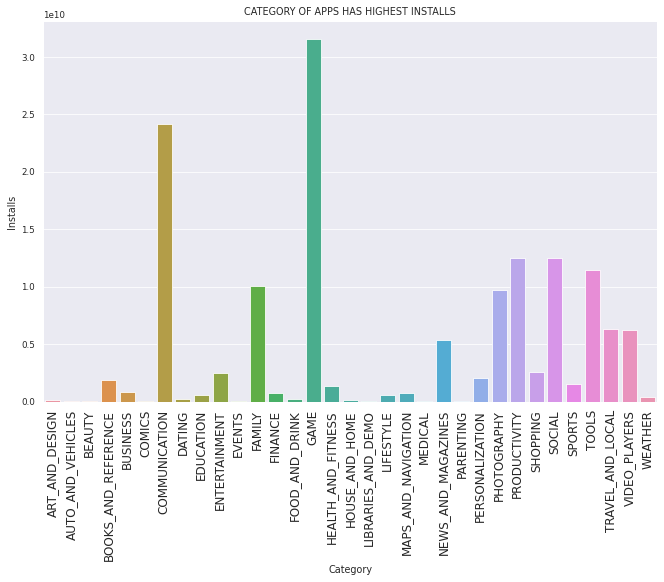 CATEGORY OF APPS HAS HIGHEST INSTALLS
1e10
3.0
2.5
2.0
1.5
1.0
0.5
0.0
Installs
ART_AND_DESIGN
AUTO_AND_VEHICLES
BEAUTY
BOOKS_AND_REFERENCE
BUSINESS
COMICS
COMMUNICATION
DATING
EDUCATION
ENTERTAINMENT
EVENTS
FAMILY
FINANCE
FOOD_AND_DRINK
GAME
HEALTH_AND_FITNESS
HOUSE_AND_HOME
LIBRARIES_AND_DEMO
LIFESTYLE
MAPS_AND_NAVIGATION
MEDICAL
NEWS_AND_MAGAZINES
PARENTING
PERSONALIZATION
PHOTOGRAPHY
PRODUCTIVITY
SHOPPING
SOCIAL
SPORTS
TOOLS
TRAVEL_AND_LOCAL
VIDEO_PLAYERS
WEATHER
Category